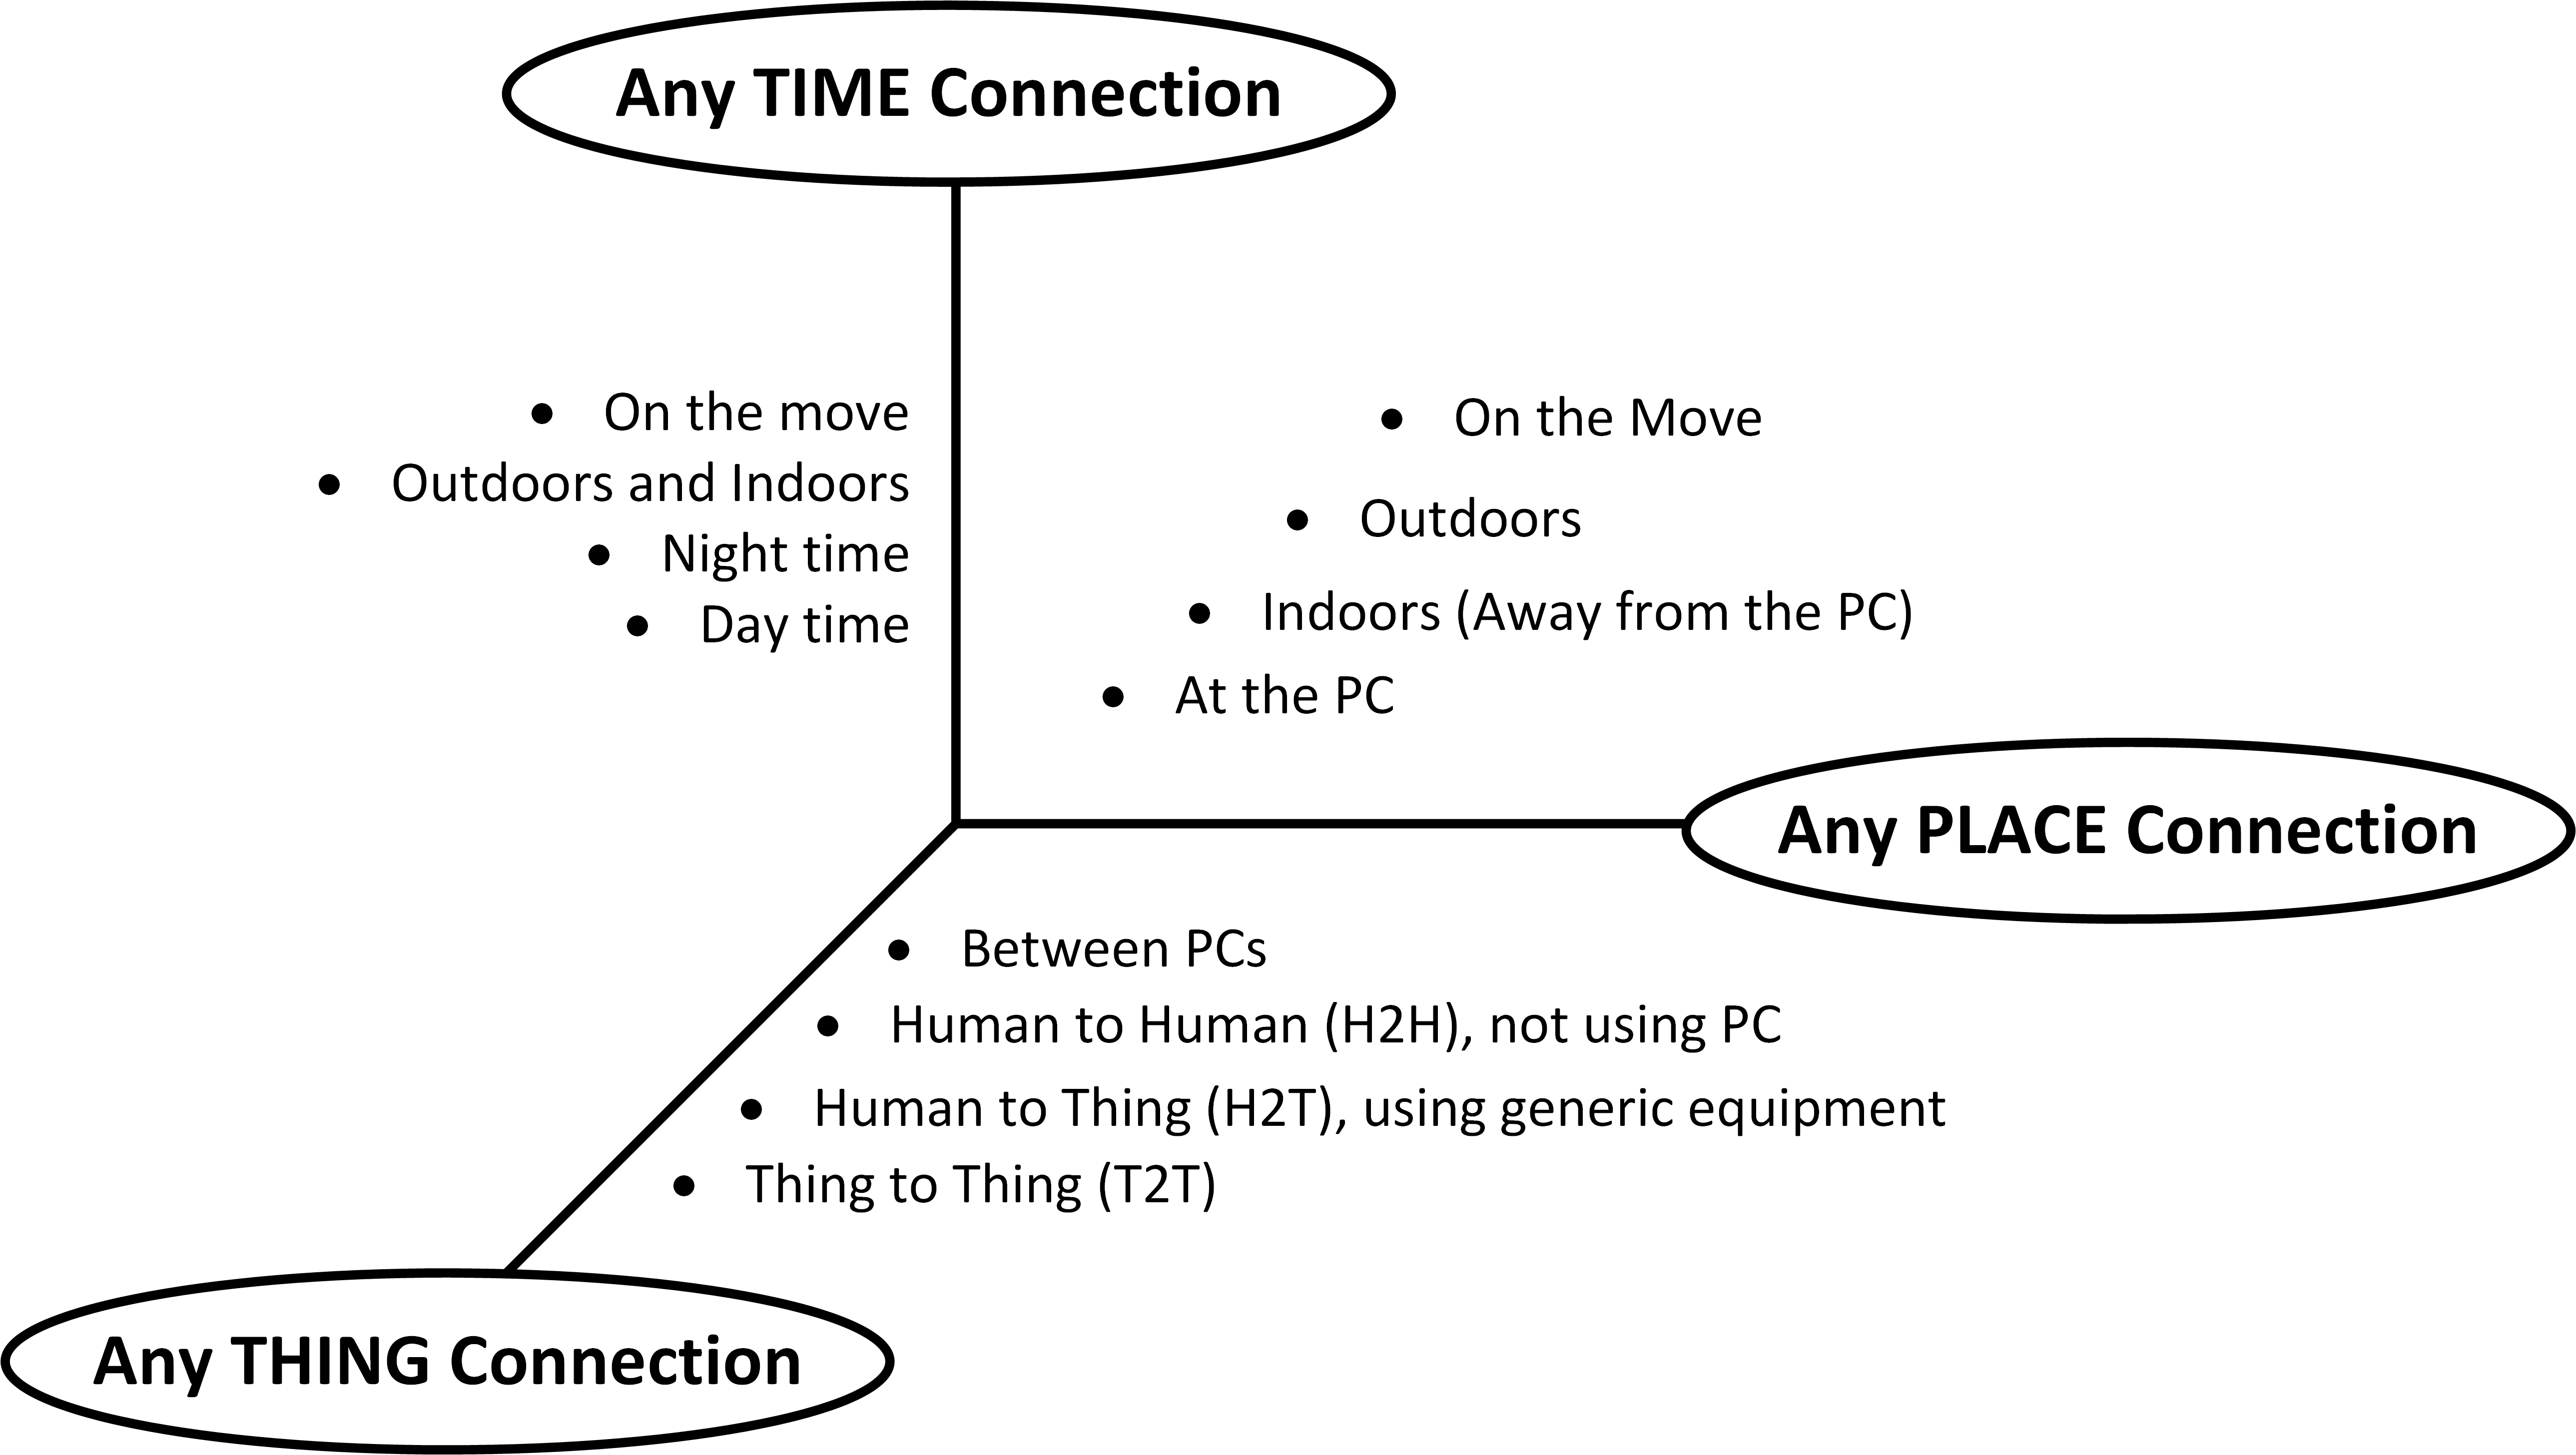 Any TIME Connection
• On the move
• Outdoors and Indoors
• Night time
• Day time
• On the Move
• Outdoors
• Indoors (Away from the PC)
• At the PC
Any PLACE Connection
• Between PCs
• Human to Human (H2H), not using PC
• Human to Thing (H2T), using generic equipment
• Thing to Thing (T2T)
Any THING Connection